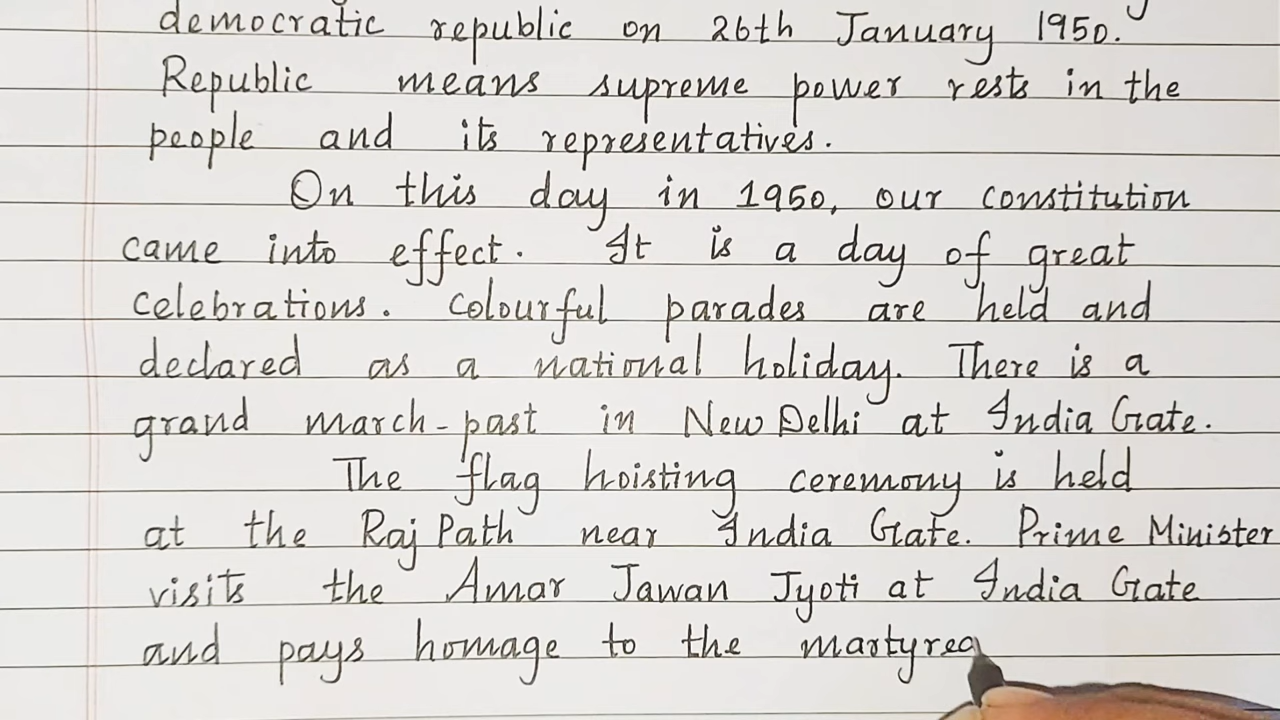 democratic republic on 26th January 1950.
Republic means supreme power rests in the
people and its representatives.
On this day in 1950, our constitution
came into effect. It is a day of great
celebrations. Colourful parades are held and
declared as a national holiday. There is a
grand march-past in New Delhi at India Gate.
The flag hoisting ceremony is held
at the Raj Path near India Gate. Prime Minister
visits the Amar Jawan Jyoti at India Gate
and pays homage to the